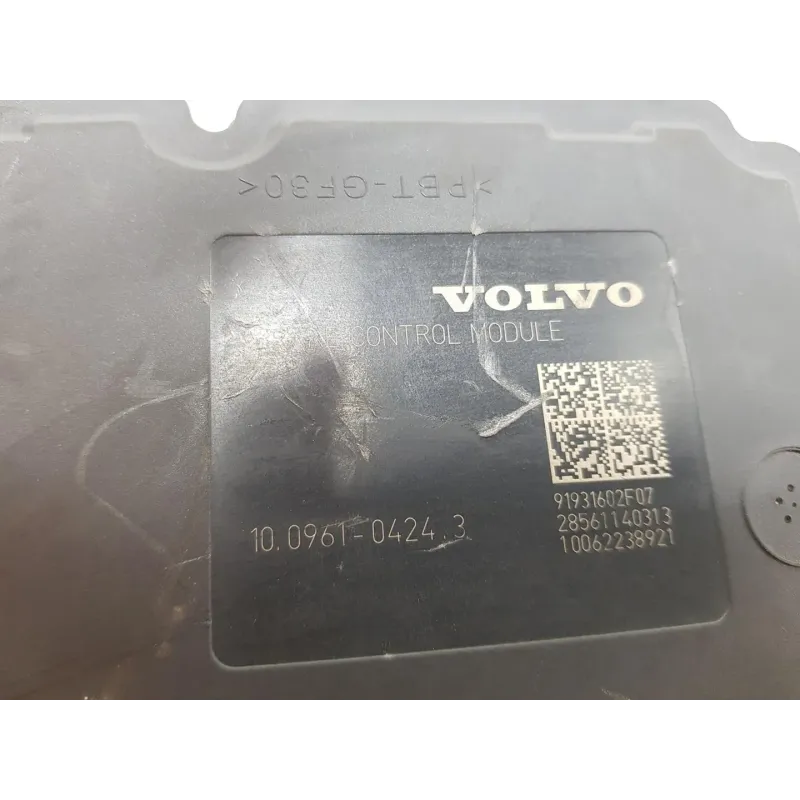 >PBT-GF30<
VOLVO
CONTROL MODULE
91931602F07
28561140313
10062238921
10.0961-0424.3